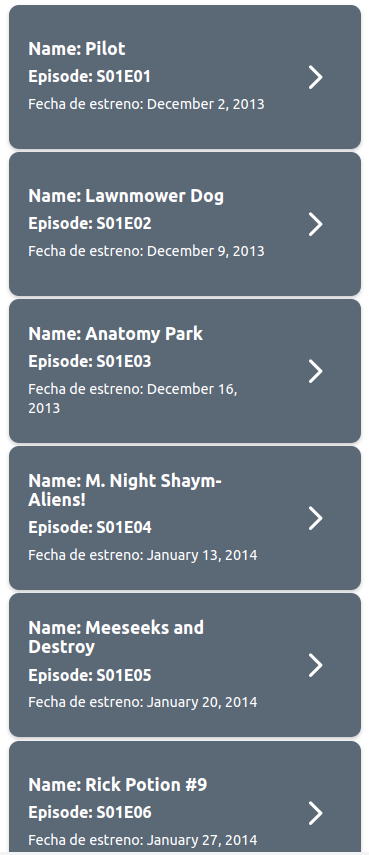 Name: Pilot
Episode: S01E01
Fecha de estreno: December 2, 2013
Name: Lawnmower Dog
Episode: S01E02
Fecha de estreno: December 9, 2013
Name: Anatomy Park
Episode: S01E03
Fecha de estreno: December 16,
2013
Name: M. Night Shaym-
Aliens!
Episode: S01E04
Fecha de estreno: January 13, 2014
Name: Meeseeks and
Destroy
Episode: S01E05
Fecha de estreno: January 20, 2014
Name: Rick Potion #9
Episode: S01E06
Fecha de estreno: January 27, 2014